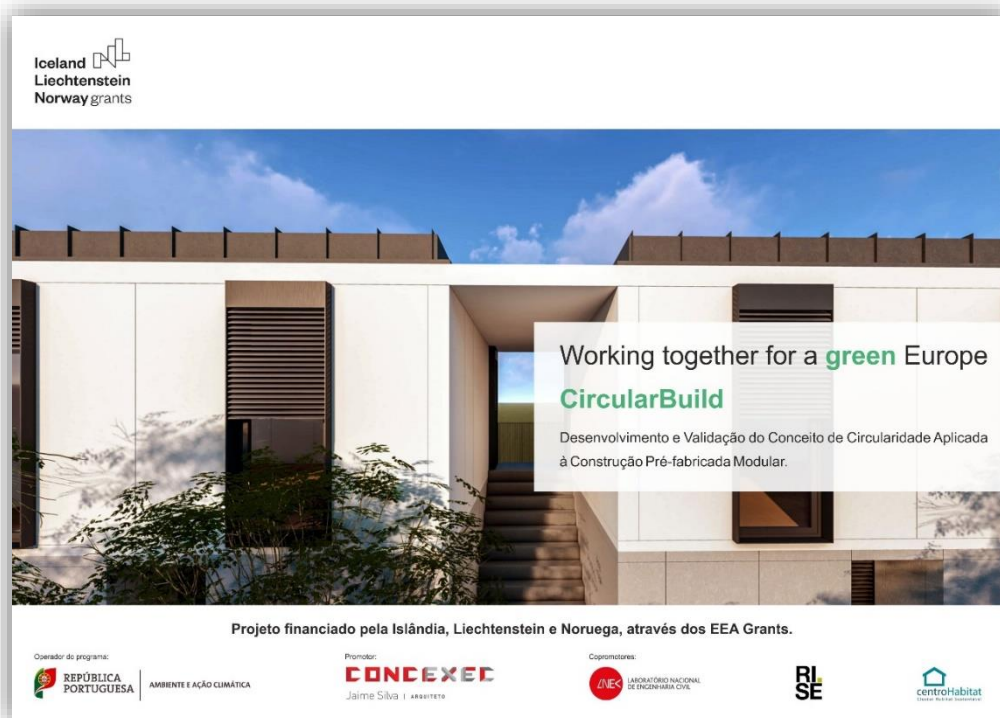 Iceland
Liechtenstein
Norway grants
Working together for a green Europe
CircularBuild
Desenvolvimento e Validação do Conceito de Circularidade Aplicada
à Construção Pré-fabricada Modular.
Projeto financiado pela Islândia, Liechtenstein e Noruega, através dos EEA Grants.
Operador do programa:
REPÚBLICA
PORTUGUESA
AMBIENTE E AÇÃO CLIMÁTICA
Promotor:
CONCEXEC
Jaime Silva | ARQUITETO
Copromotores:
LNEC
LABORATÓRIO NACIONAL
DE ENGENHARIA CIVIL
RI.
SE
centroHabitat